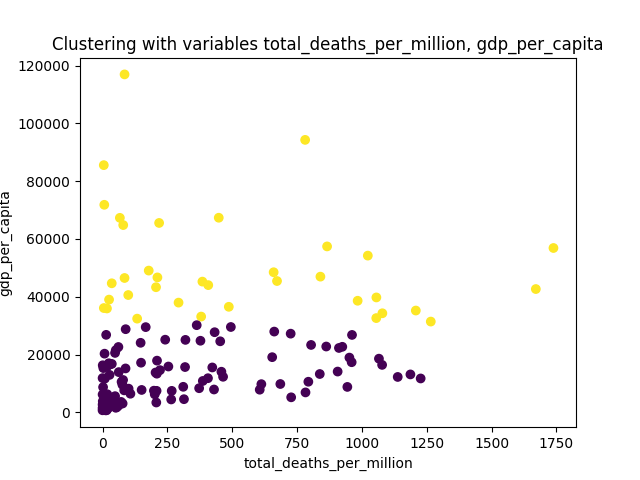 Clustering with variables total_deaths_per_million, gdp_per_capita
120000
100000
80000
60000
40000
20000
0
gdp_per_capita
0 250 500 750 1000 1250 1500 1750
total_deaths_per_million